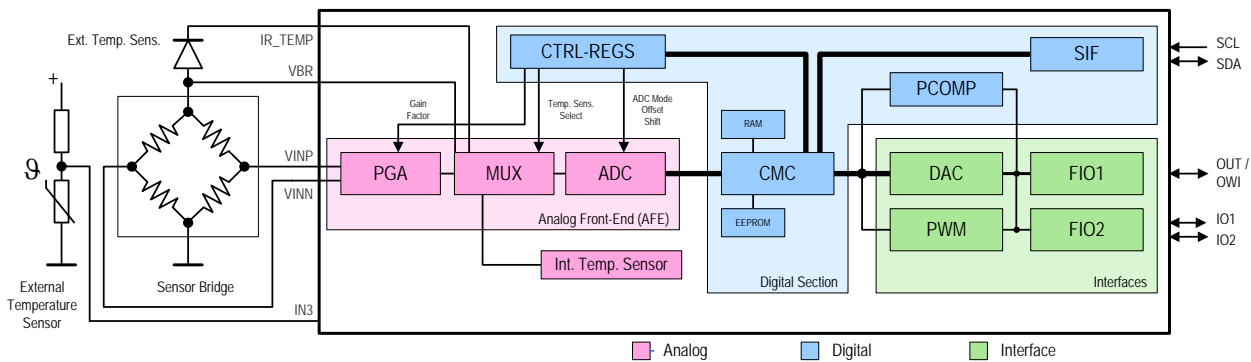 Ext. Temp. Sens.
IR_TEMP
VBR
+
ϑ
External
Temperature
Sensor
Sensor Bridge
VINP
VINN
IN3
CTRL-REGS
SIF
SCL
SDA
PCOMP
Gain
Factor
Temp. Sens.
Select
ADC Mode
Offset
Shift
RAM
PGA
MUX
ADC
CMC
DAC
FIO1
OUT /
OWI
Analog Front-End (AFE)
EEPROM
PWM
FIO2
IO1
IO2
Int. Temp. Sensor
Digital Section
Interfaces
Analog
Digital
Interface